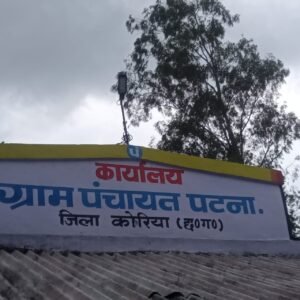 कार्यालय
ग्राम पंचायत पटना.
जिला कोरिया (छ०ग०)